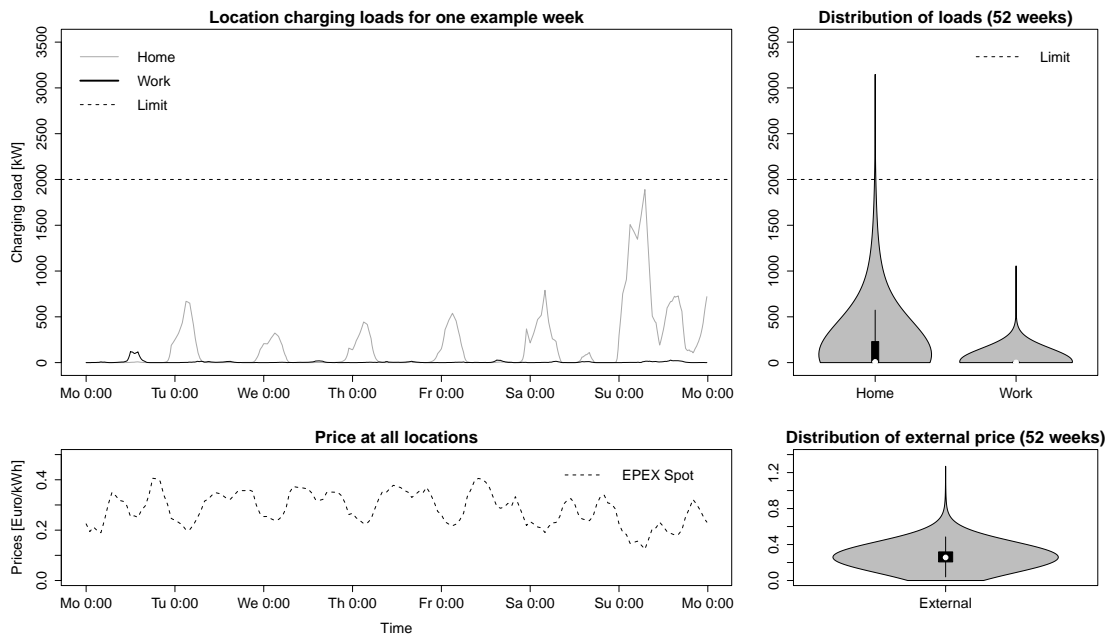 Location charging loads for one example week
Charging load [kW]
3500
3000
2500
2000
1500
1000
500
0
Home
Work
Limit
Mo 0:00 Tu 0:00 We 0:00 Th 0:00 Fr 0:00 Sa 0:00 Su 0:00 Mo 0:00
Distribution of loads (52 weeks)
3500
3000
2500
2000
1500
1000
500
0
Limit
Home Work
Price at all locations
Prices [Euro/kWh]
0.4
0.2
0.0
EPEX Spot
Mo 0:00 Tu 0:00 We 0:00 Th 0:00 Fr 0:00 Sa 0:00 Su 0:00 Mo 0:00
Time
Distribution of external price (52 weeks)
1.2
0.8
0.4
0.0
External